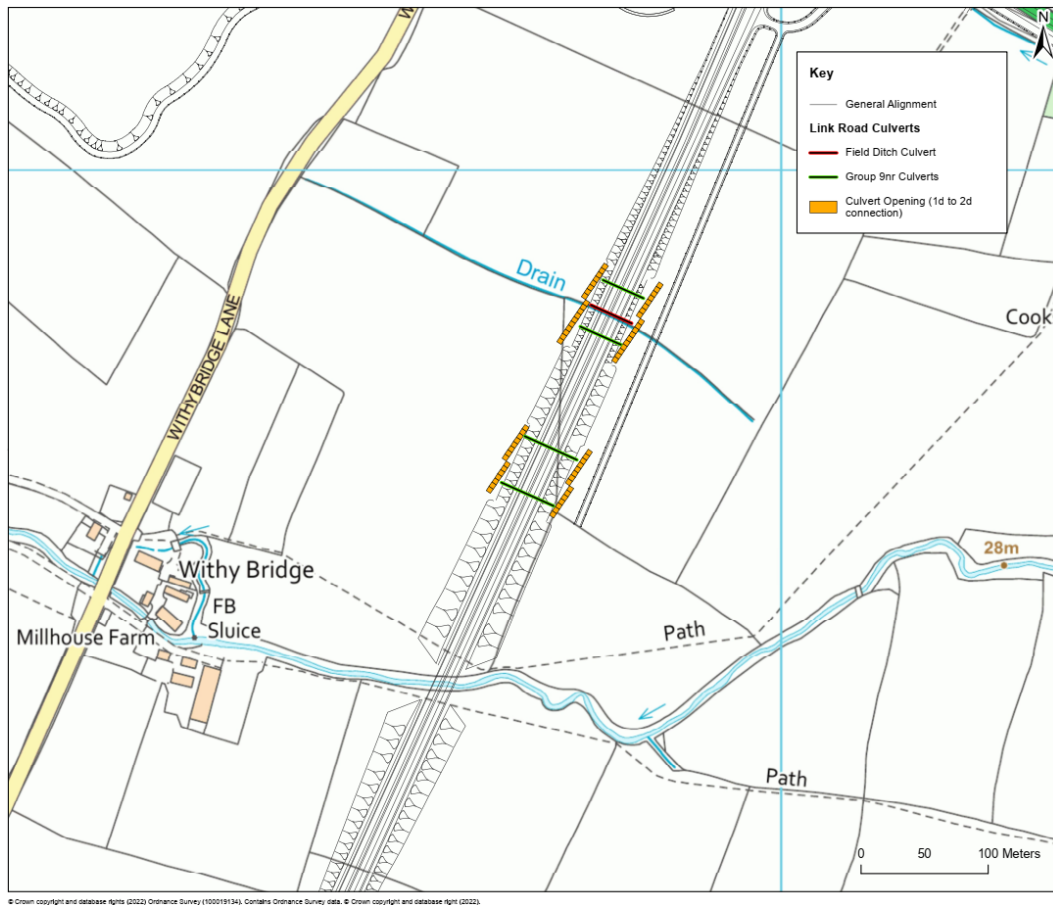 W
N
Key
General Alignment
Link Road Culverts
Field Ditch Culvert
Group 9nr Culverts
Culvert Opening (1d to 2d
connection)
Drain
WITHYBRIDGE LANE
Cook
28m
Withy Bridge
FB
Sluice
Millhouse Farm
Path
Path
0 50 100 Meters
© Crown copyright and database rights (2022) Ordnance Survey (100019134). Contains Ordnance Survey data. © Crown copyright and database right (2022).